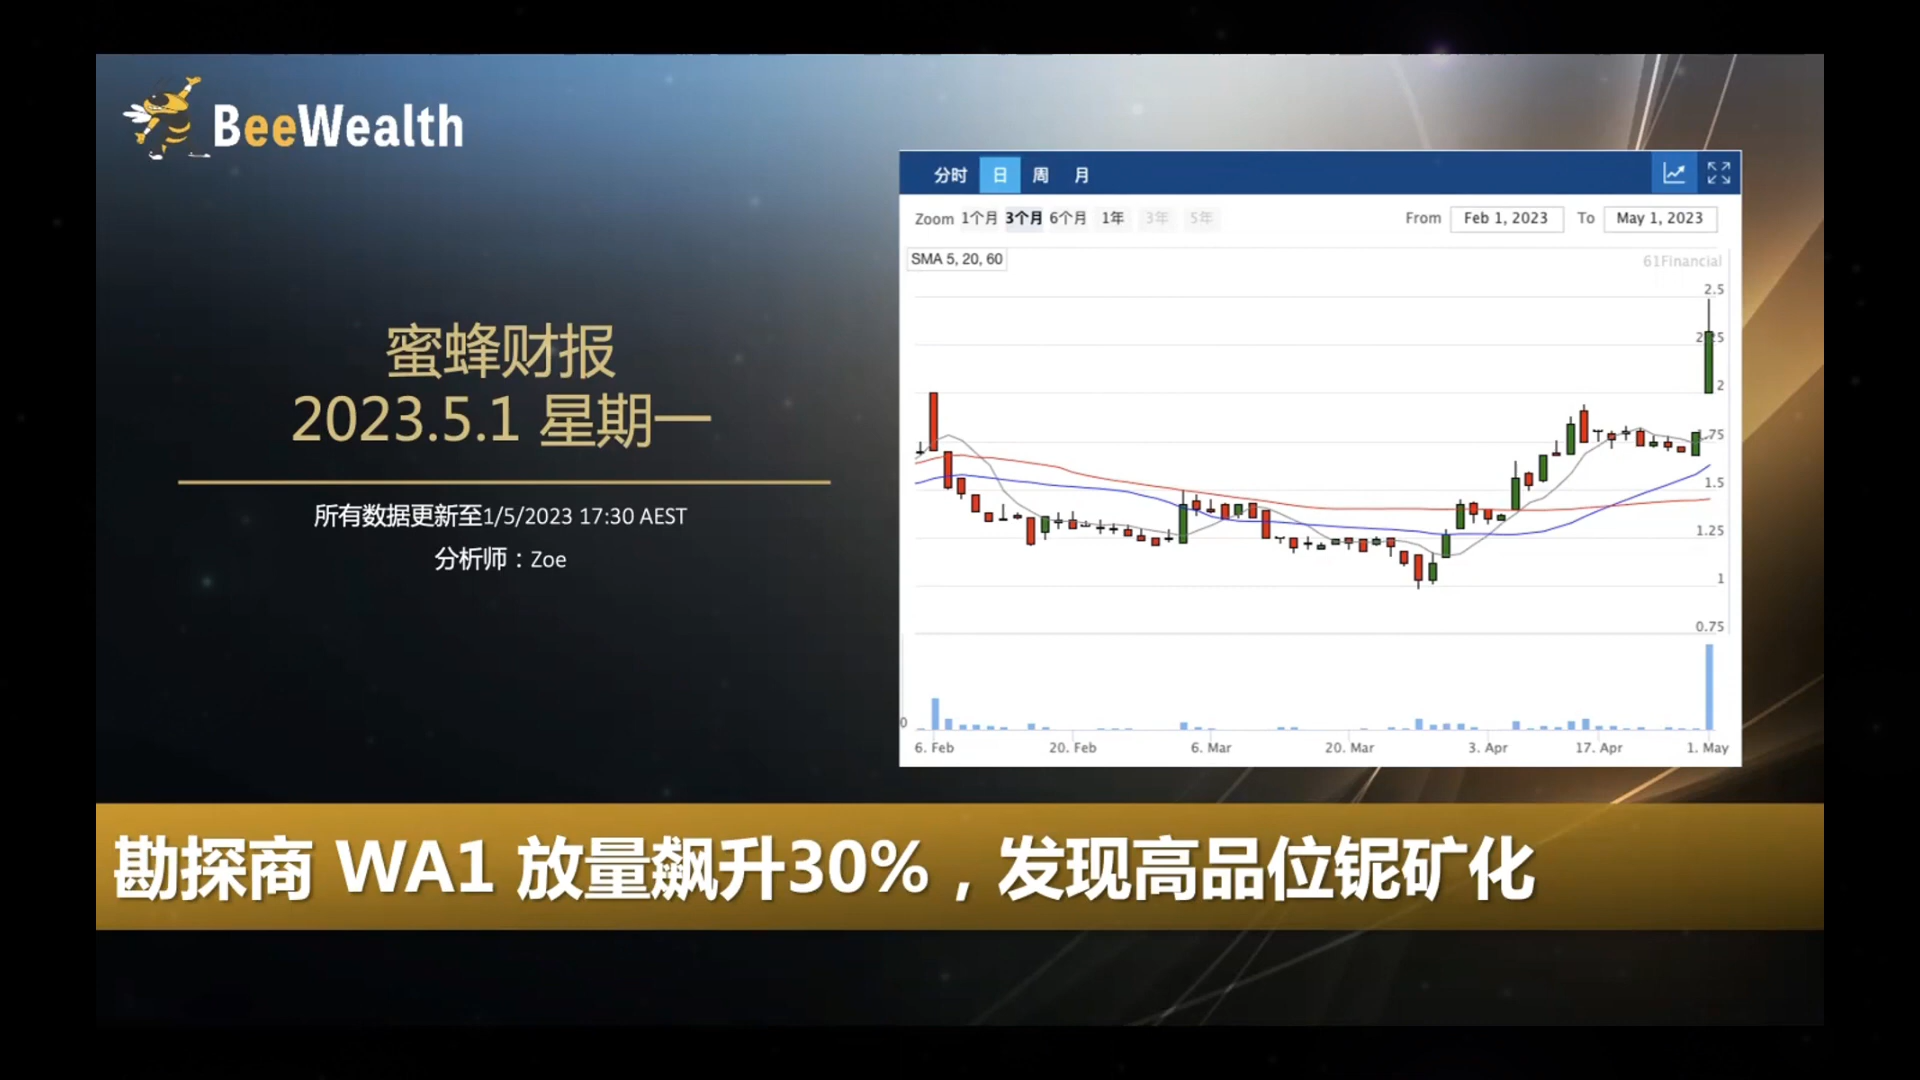 BeeWealth
蜜蜂财报
2023.5.1 星期一
所有数据更新至1/5/2023 17:30 AEST
分析师：Zoe
分时 日 周 月
Zoom 1个月 3个月 6个月 1年 3年 5年 From Feb 1, 2023 To May 1, 2023
SMA 5, 20, 60
61Financial
2.5
2.25
2
1.75
1.5
1.25
1
0.75
0
6. Feb 20. Feb 6. Mar 20. Mar 3. Apr 17. Apr 1. May
勘探商 WA1 放量飙升30%，发现高品位铌矿化